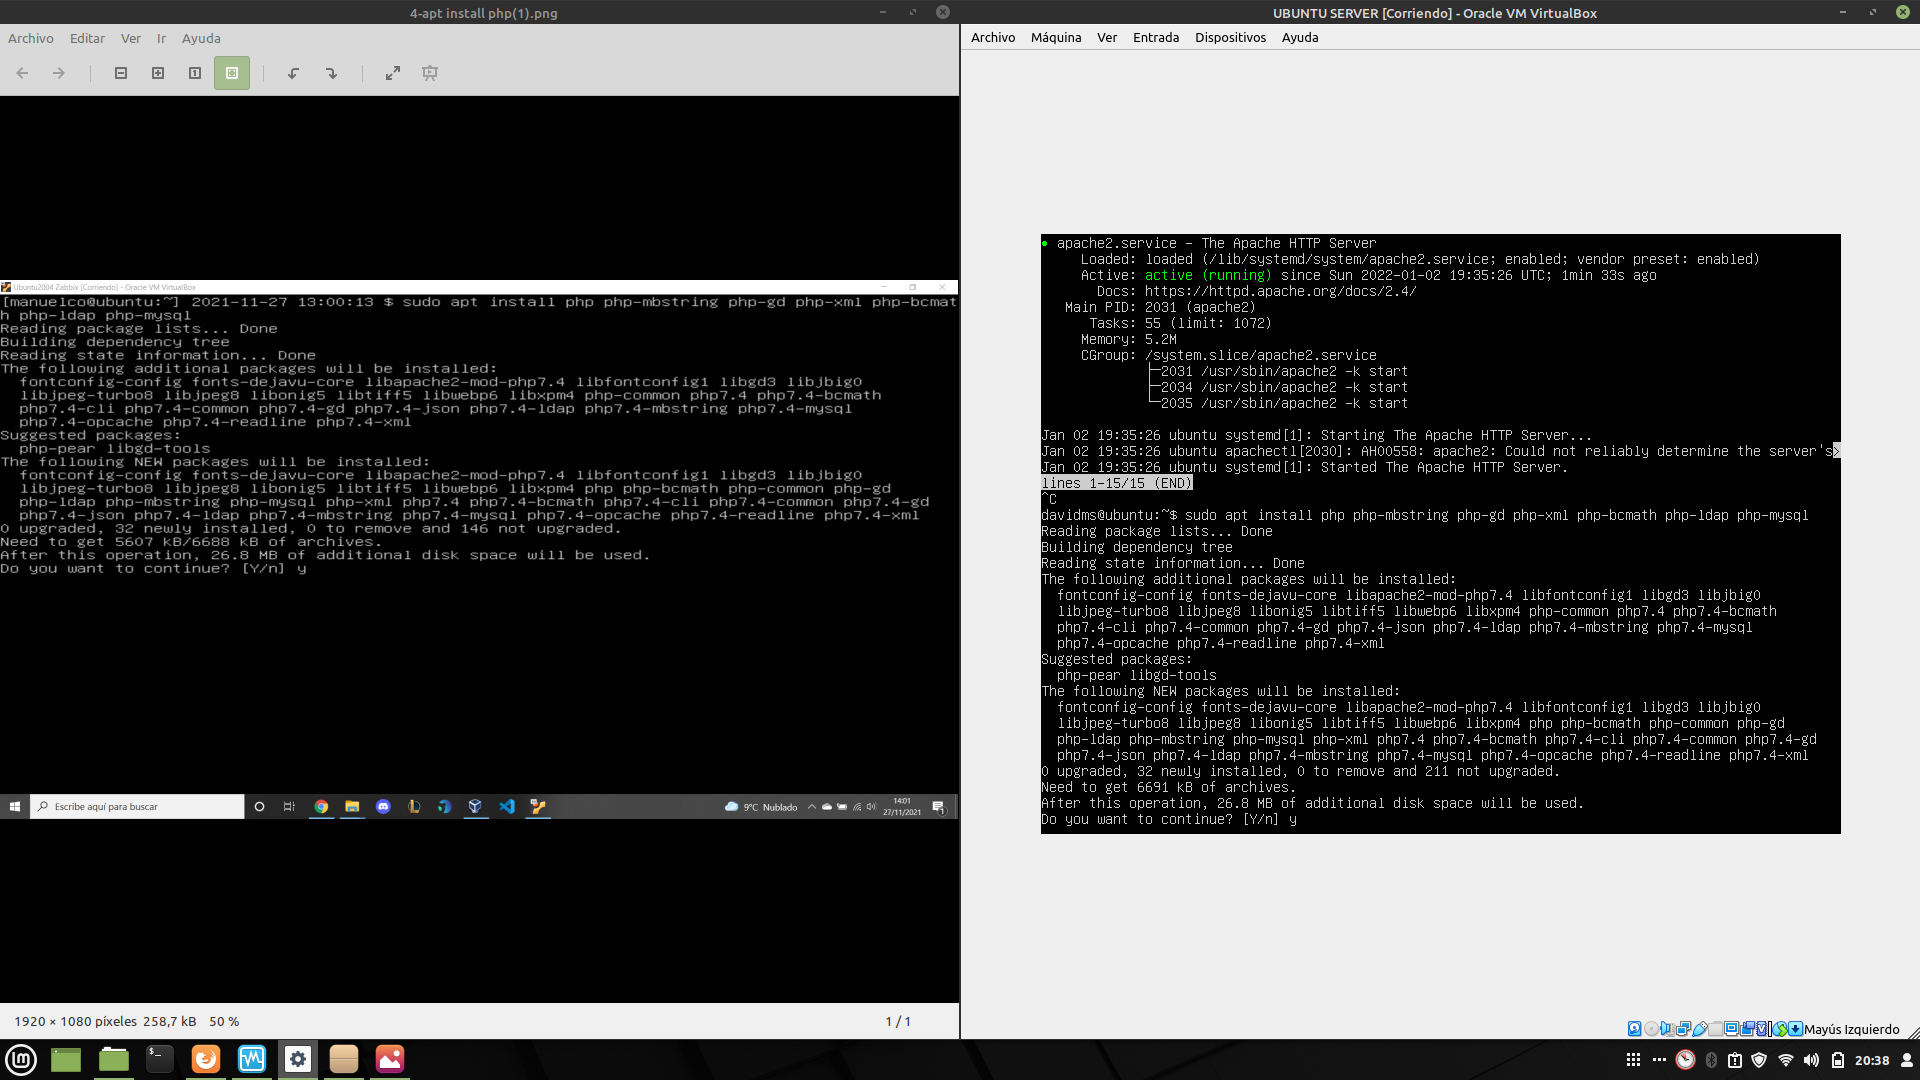 4-apt install php(1).png
Archivo Editar Ver Ir Ayuda
Ubuntu2004 Zabbix [Corriendo] - Oracle VM VirtualBox
[manuelco@ubuntu:~] 2021-11-27 13:00:13 $ sudo apt install php php-mbstring php-gd php-xml php-bcmat
h php-ldap php-mysql
Reading package lists... Done
Building dependency tree
Reading state information... Done
The following additional packages will be installed:
fontconfig-config fonts-dejavu-core libapache2-mod-php7.4 libfontconfig1 libgd3 libjbig0
libjpeg-turbo8 libjpeg8 libonig5 libtiff5 libwebp6 libxpm4 php-common php7.4 php7.4-bcmath
php7.4-cli php7.4-common php7.4-gd php7.4-json php7.4-ldap php7.4-mbstring php7.4-mysql
php7.4-opcache php7.4-readline php7.4-xml
Suggested packages:
php-pear libgd-tools
The following NEW packages will be installed:
fontconfig-config fonts-dejavu-core libapache2-mod-php7.4 libfontconfig1 libgd3 libjbig0
libjpeg-turbo8 libjpeg8 libonig5 libtiff5 libwebp6 libxpm4 php php-bcmath php-common php-gd
php-ldap php-mbstring php-mysql php-xml php7.4 php7.4-bcmath php7.4-cli php7.4-common php7.4-gd
php7.4-json php7.4-ldap php7.4-mbstring php7.4-mysql php7.4-opcache php7.4-readline php7.4-xml
0 upgraded, 32 newly installed, 0 to remove and 146 not upgraded.
Need to get 5607 kB/6688 kB of archives.
After this operation, 26.8 MB of additional disk space will be used.
Do you want to continue? [Y/n] y
Escribe aquí para buscar
9°C Nublado
14:01
27/11/2021
1
1920 × 1080 píxeles 258,7 kB 50 %
1 / 1
UBUNTU SERVER [Corriendo] - Oracle VM VirtualBox
Archivo Máquina Ver Entrada Dispositivos Ayuda
● apache2.service - The Apache HTTP Server
Loaded: loaded (/lib/systemd/system/apache2.service; enabled; vendor preset: enabled)
Active: active (running) since Sun 2022-01-02 19:35:26 UTC; 1min 33s ago
Docs: https://httpd.apache.org/docs/2.4/
Main PID: 2031 (apache2)
Tasks: 55 (limit: 1072)
Memory: 5.2M
CGroup: /system.slice/apache2.service
├─2031 /usr/sbin/apache2 -k start
├─2034 /usr/sbin/apache2 -k start
└─2035 /usr/sbin/apache2 -k start
Jan 02 19:35:26 ubuntu systemd[1]: Starting The Apache HTTP Server...
Jan 02 19:35:26 ubuntu apachectl[2030]: AH00558: apache2: Could not reliably determine the server's>
Jan 02 19:35:26 ubuntu systemd[1]: Started The Apache HTTP Server.
lines 1-15/15 (END)
^C
davidms@ubuntu:~$ sudo apt install php php-mbstring php-gd php-xml php-bcmath php-ldap php-mysql
Reading package lists... Done
Building dependency tree
Reading state information... Done
The following additional packages will be installed:
fontconfig-config fonts-dejavu-core libapache2-mod-php7.4 libfontconfig1 libgd3 libjbig0
libjpeg-turbo8 libjpeg8 libonig5 libtiff5 libwebp6 libxpm4 php-common php7.4 php7.4-bcmath
php7.4-cli php7.4-common php7.4-gd php7.4-json php7.4-ldap php7.4-mbstring php7.4-mysql
php7.4-opcache php7.4-readline php7.4-xml
Suggested packages:
php-pear libgd-tools
The following NEW packages will be installed:
fontconfig-config fonts-dejavu-core libapache2-mod-php7.4 libfontconfig1 libgd3 libjbig0
libjpeg-turbo8 libjpeg8 libonig5 libtiff5 libwebp6 libxpm4 php php-bcmath php-common php-gd
php-ldap php-mbstring php-mysql php-xml php7.4 php7.4-bcmath php7.4-cli php7.4-common php7.4-gd
php7.4-json php7.4-ldap php7.4-mbstring php7.4-mysql php7.4-opcache php7.4-readline php7.4-xml
0 upgraded, 32 newly installed, 0 to remove and 211 not upgraded.
Need to get 6691 kB of archives.
After this operation, 26.8 MB of additional disk space will be used.
Do you want to continue? [Y/n] y
Mayús Izquierdo
20:38